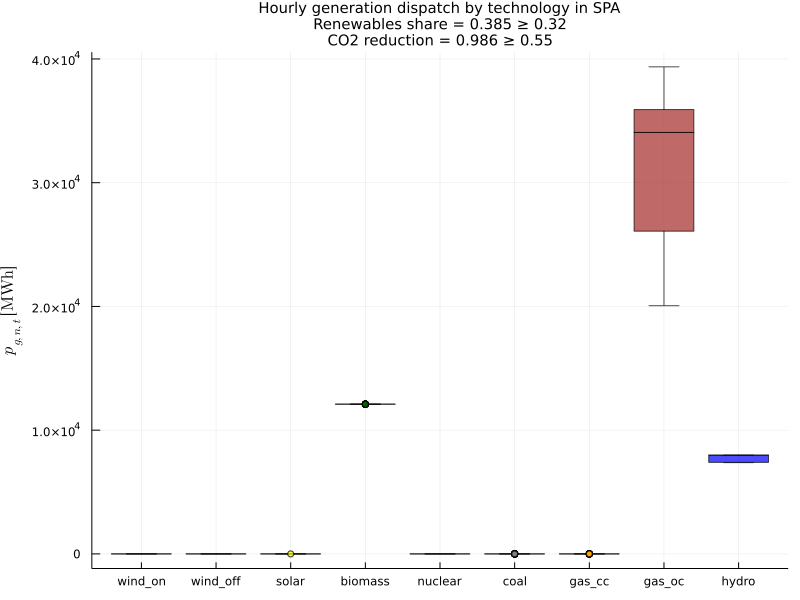 Hourly generation dispatch by technology in SPA
Renewables share = 0.385 ≥ 0.32
CO2 reduction = 0.986 ≥ 0.55
4.0×10⁴
3.0×10⁴
2.0×10⁴
1.0×10⁴
0
p_{g,n,t} [MWh]
wind_on wind_off solar biomass nuclear coal gas_cc gas_oc hydro